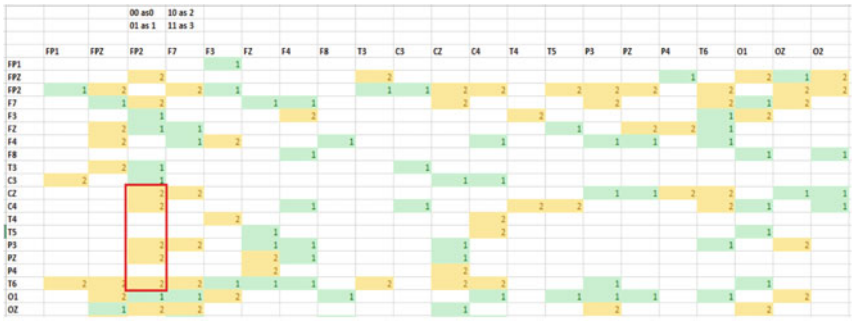 00 as0 10 as 2
01 as 1 11 as 3
FP1 FPZ FP2 F7 F3 FZ F4 F8 T3 C3 CZ C4 T4 T5 P3 PZ P4 T6 O1 OZ O2
FP1 1
FPZ 2 2 1 2 1 2
FP2 1 2 2 1 1 1 2 2 2 2 2 2 2 2
F7 1 2 1 1 2 2 2 1 2
F3 1 2 2 1 2
FZ 2 1 1 1 2 2 1
F4 2 1 2 1 1 1 1 1
F8 1 1 1
T3 2 1 1
C3 2 1 1 1
CZ 2 2 1 1 2 2 1 1
C4 2 1 1 2 2 2 1 1
T4 2 2
T5 1 2 1
P3 2 2 1 1 1 1 2
PZ 2 2 1 1
P4 2 2
T6 2 2 2 2 1 1 1 2 2 2 1 1
O1 2 1 1 2 1 1 1 1 1 1 2
OZ 1 2 2 1 2 2